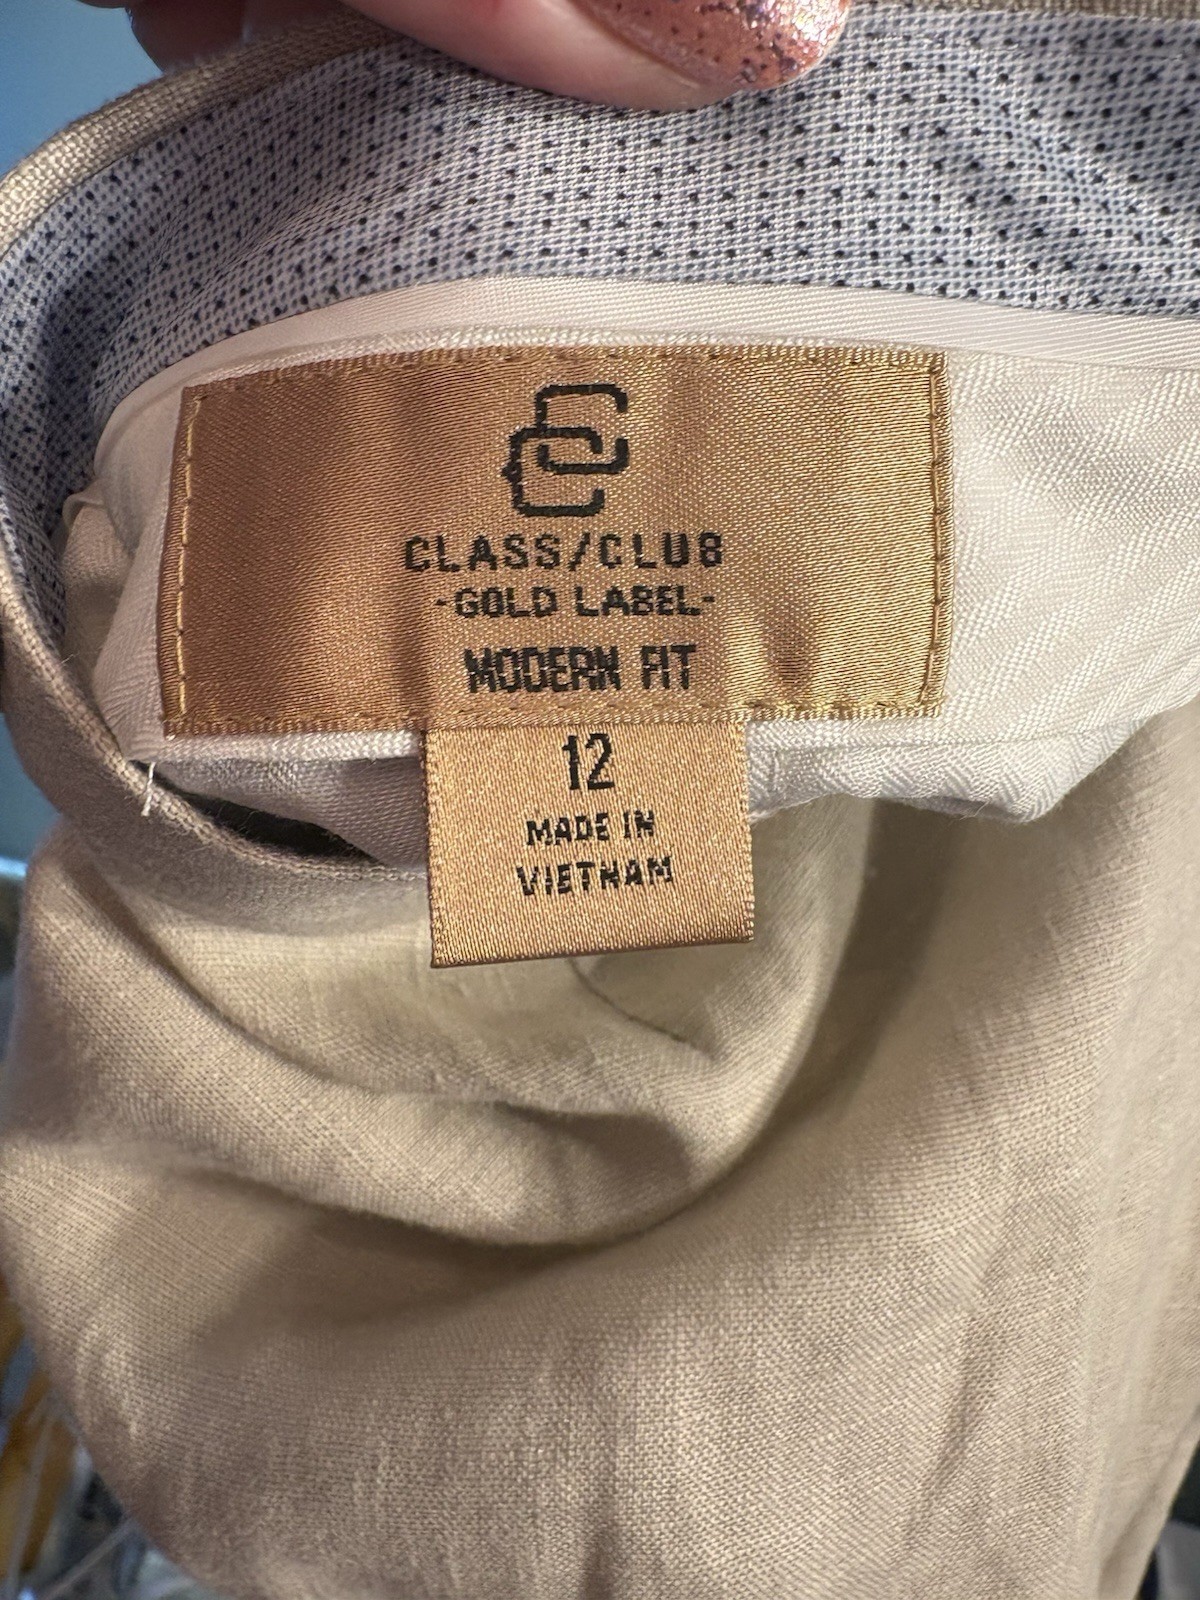 CLASS/CLUB
-GOLD LABEL-
MODERN FIT
12
MADE IN
VIETNAM